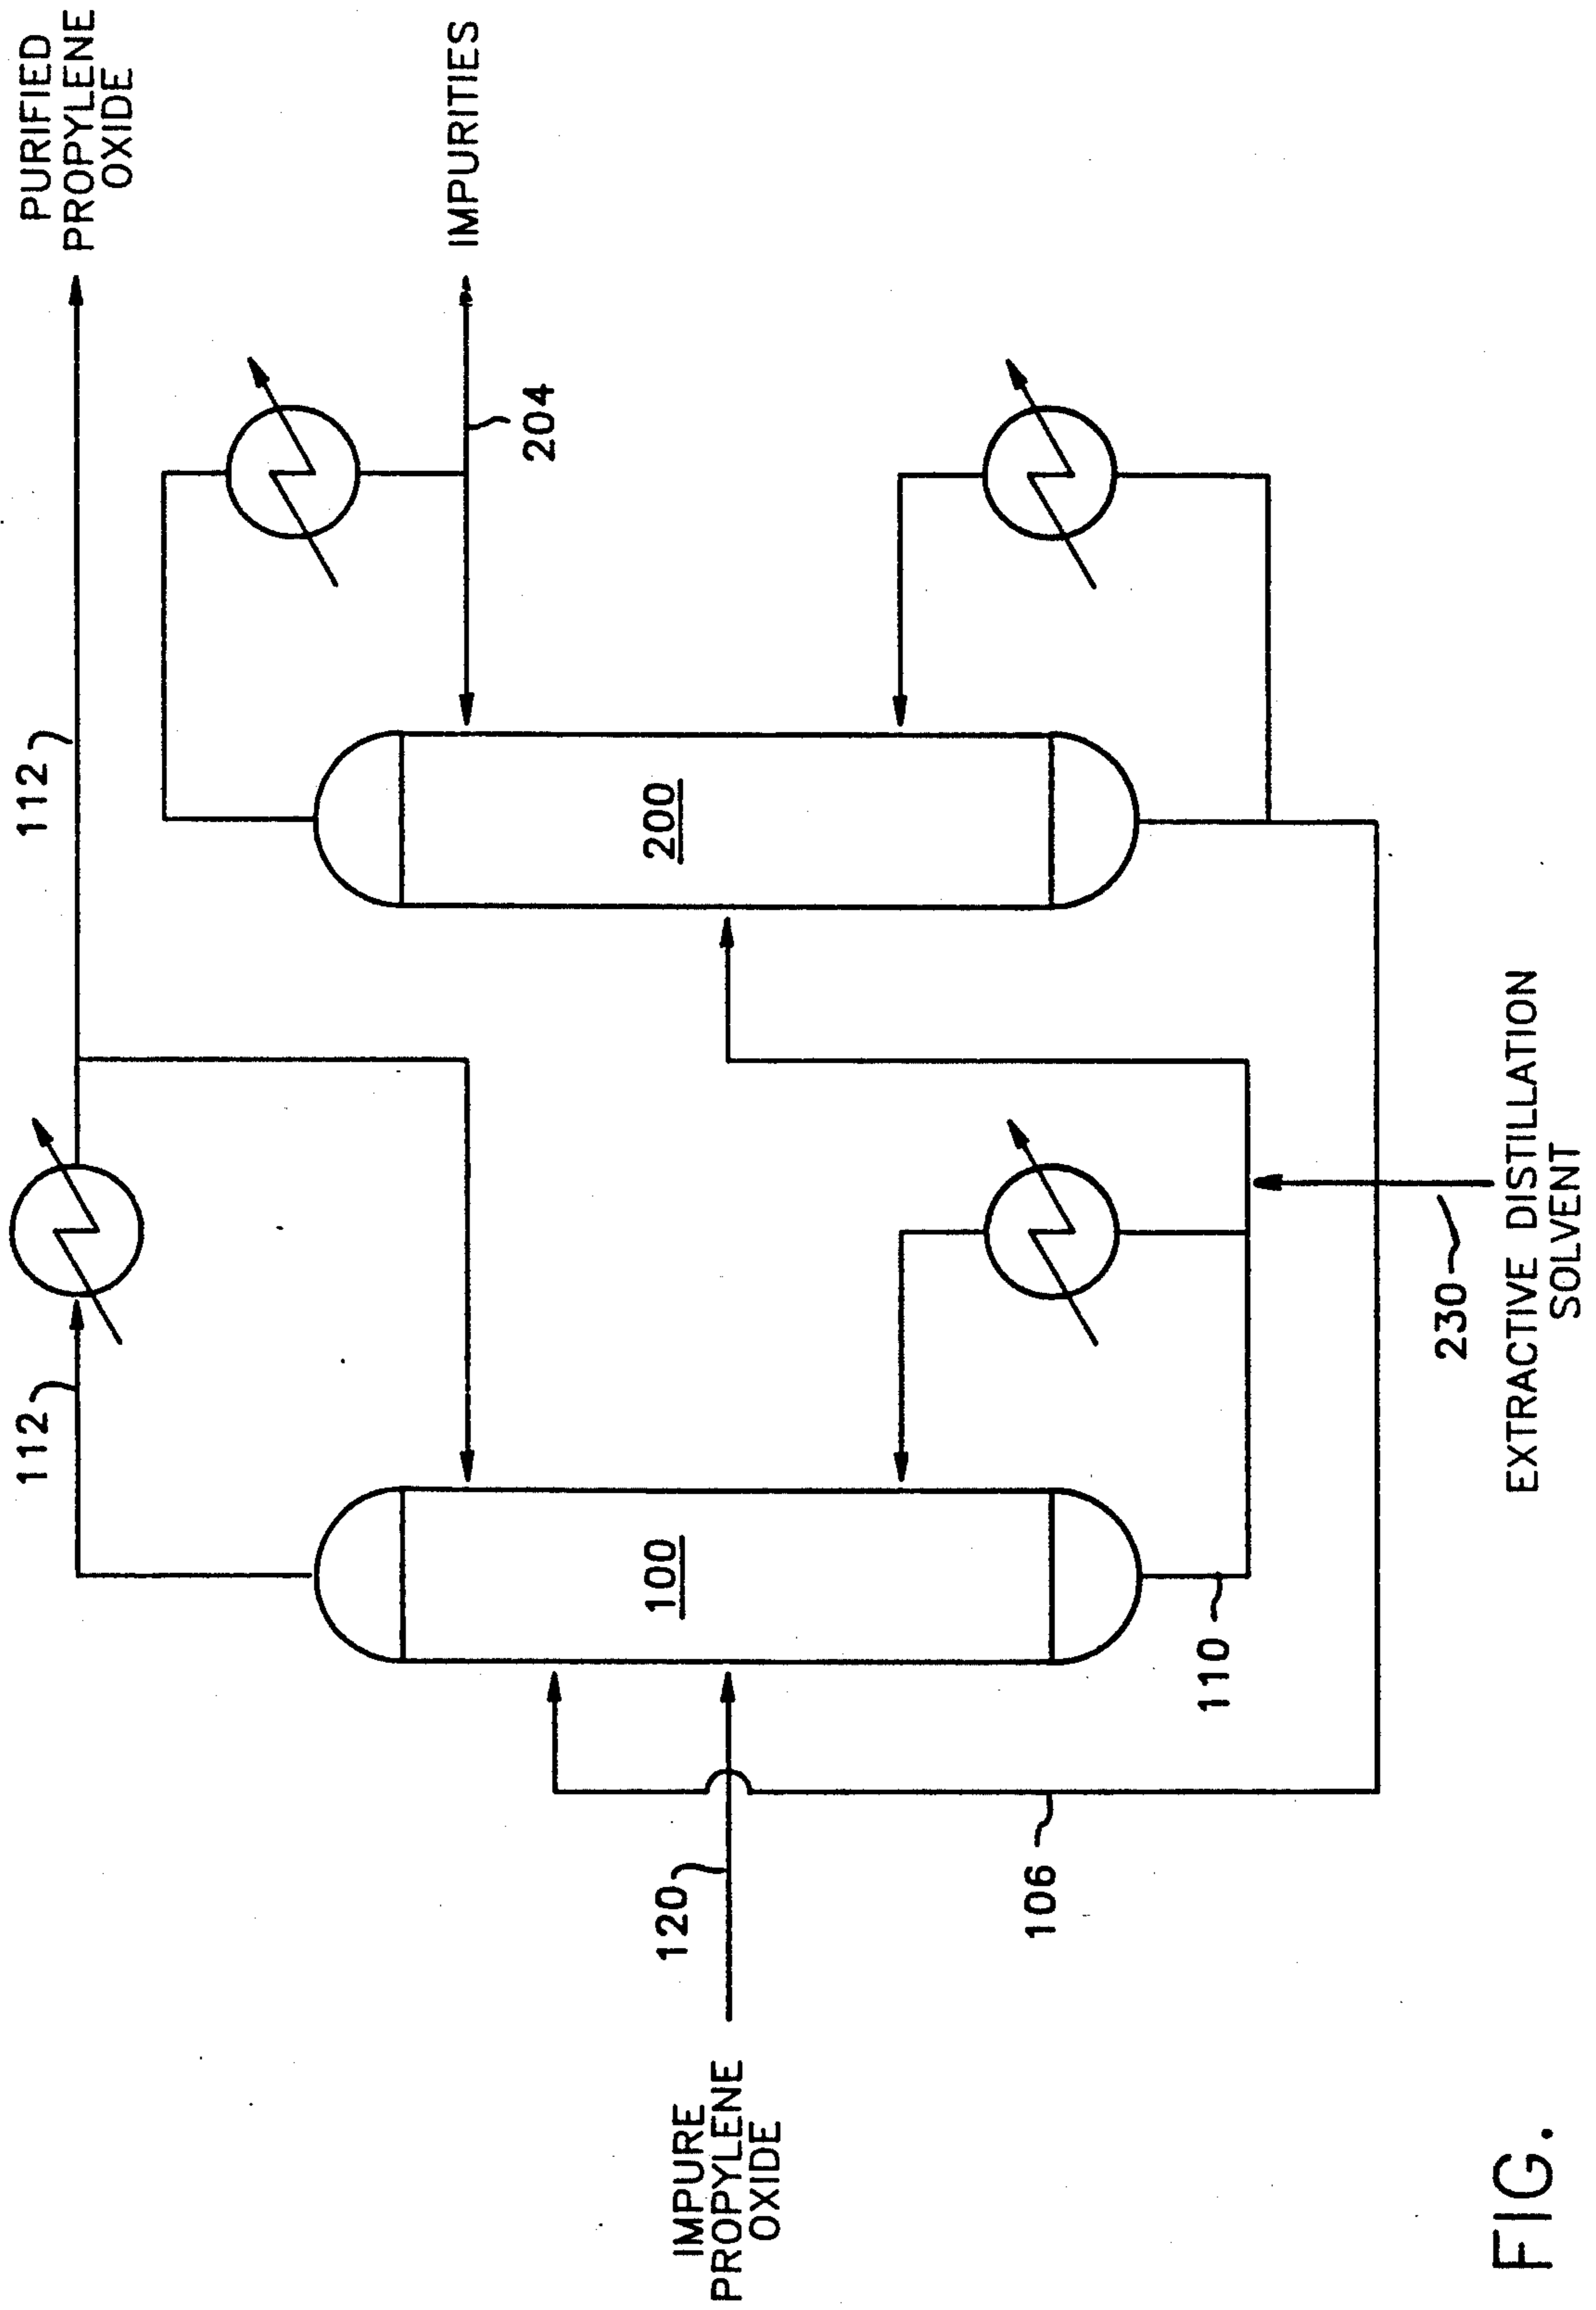 PURIFIED
PROPYLENE
OXIDE
112
112
IMPURITIES
204
200
100
IMPURE
PROPYLENE
OXIDE
120
106
110
230
EXTRACTIVE DISTILLATION
SOLVENT
FIG.